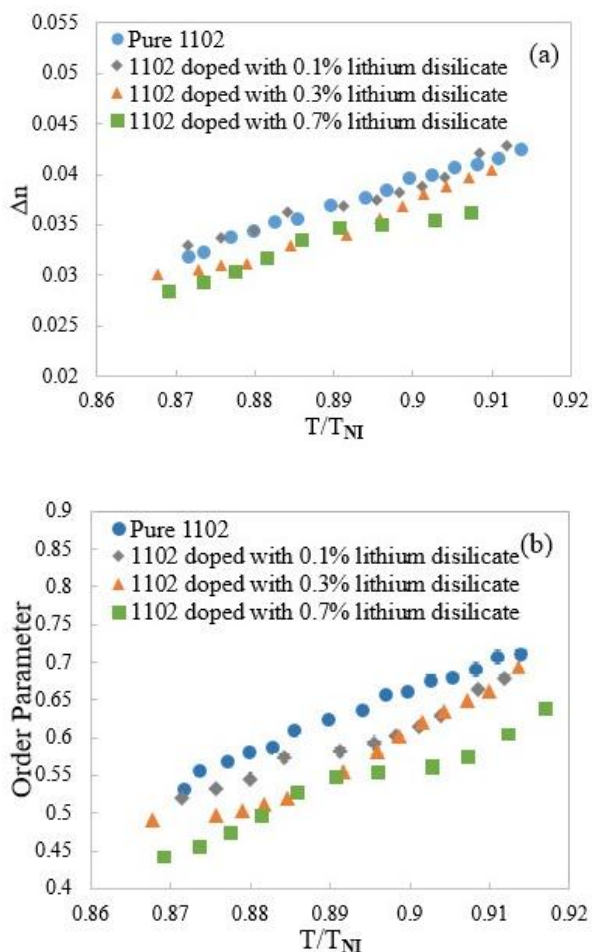 0.055
0.05
0.045
0.04
0.035
0.03
0.025
0.02
Δn
Pure 1102
(a)
1102 doped with 0.1% lithium disilicate
1102 doped with 0.3% lithium disilicate
1102 doped with 0.7% lithium disilicate
0.86 0.87 0.88 0.89 0.9 0.91 0.92
T/TNI
0.9
0.85
0.8
0.75
0.7
0.65
0.6
0.55
0.5
0.45
0.4
Order Parameter
Pure 1102
(b)
1102 doped with 0.1% lithium disilicate
1102 doped with 0.3% lithium disilicate
1102 doped with 0.7% lithium disilicate
0.86 0.87 0.88 0.89 0.9 0.91 0.92
T/TNI